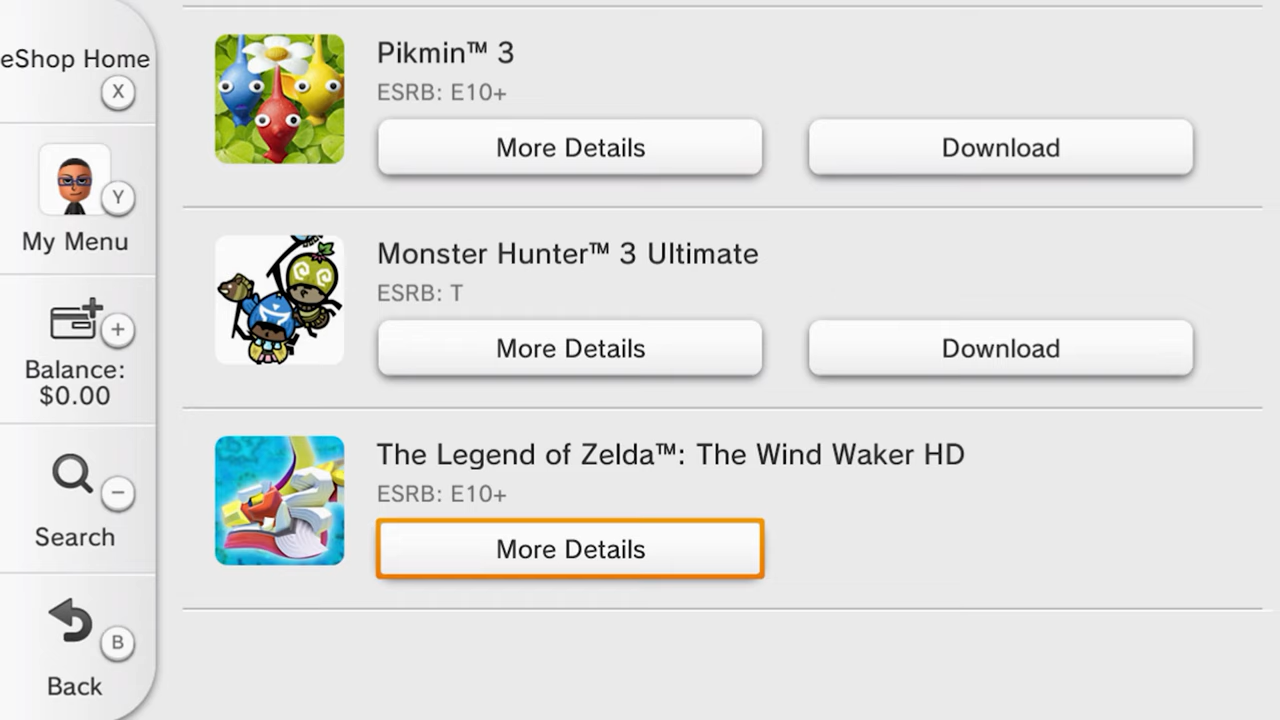 eShop Home
X
Y
My Menu
+
Balance:
$0.00
−
Search
B
Back
Pikmin™ 3
ESRB: E10+
More Details
Download
Monster Hunter™ 3 Ultimate
ESRB: T
More Details
Download
The Legend of Zelda™: The Wind Waker HD
ESRB: E10+
More Details